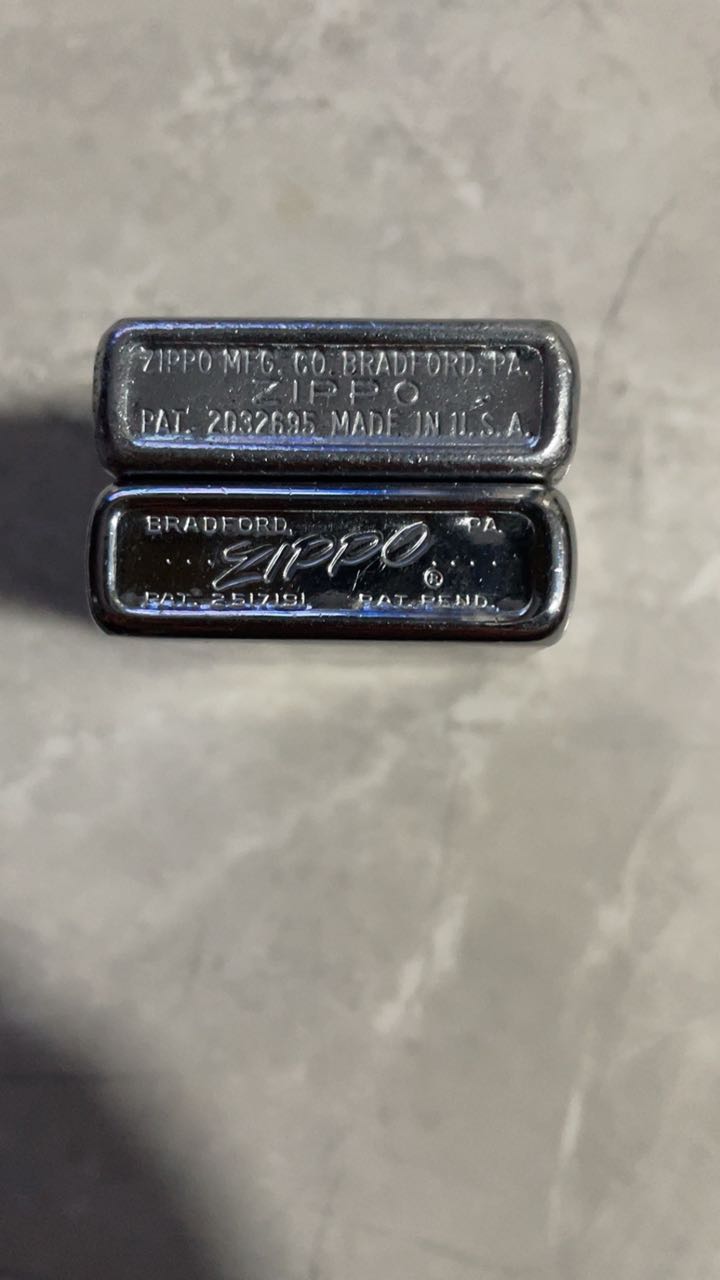 ZIPPO MFG. CO. BRADFORD, PA.
ZIPPO
PAT. 2032695 MADE IN U.S.A.
BRADFORD, PA.
....ZIPPO®....
PAT. 2517191 PAT. PEND.